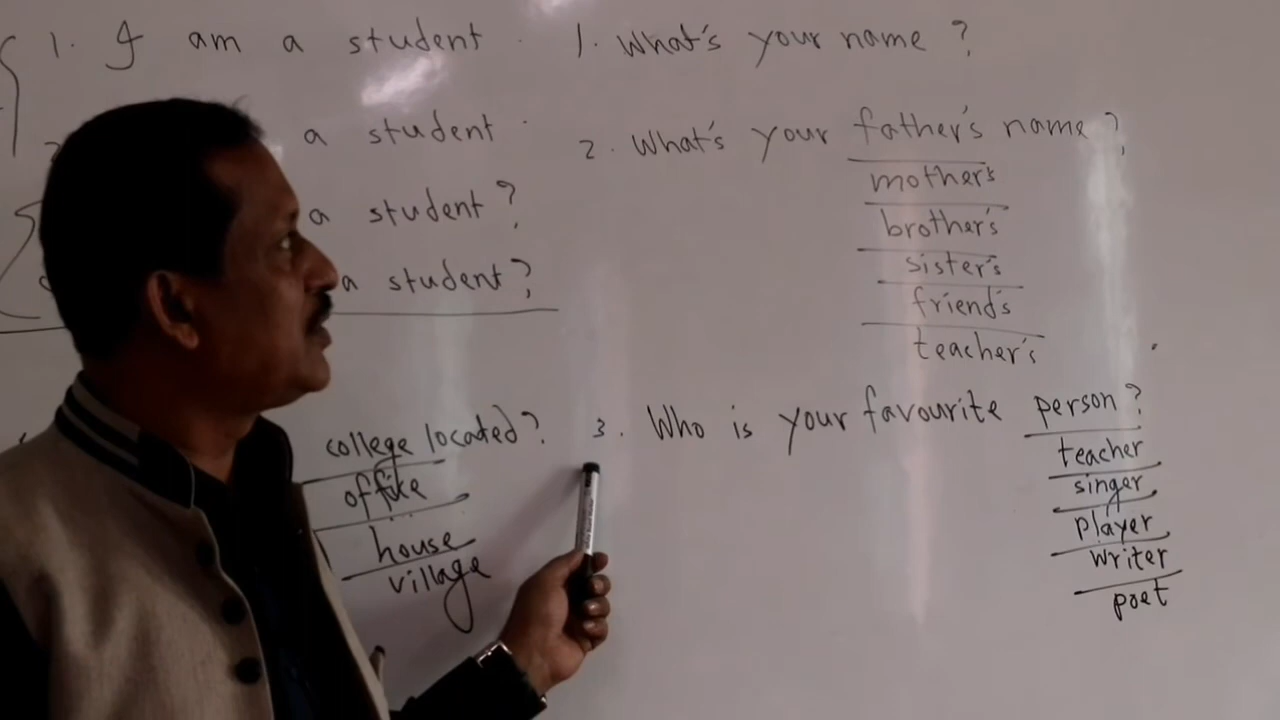 1. I am a student.
a student.
a student?
a student?
college located?
office
house
village
1. What's your name?
2. What's your father's name?
mother's
brother's
sister's
friend's
teacher's
3. Who is your favourite person?
teacher
singer
player
writer
poet